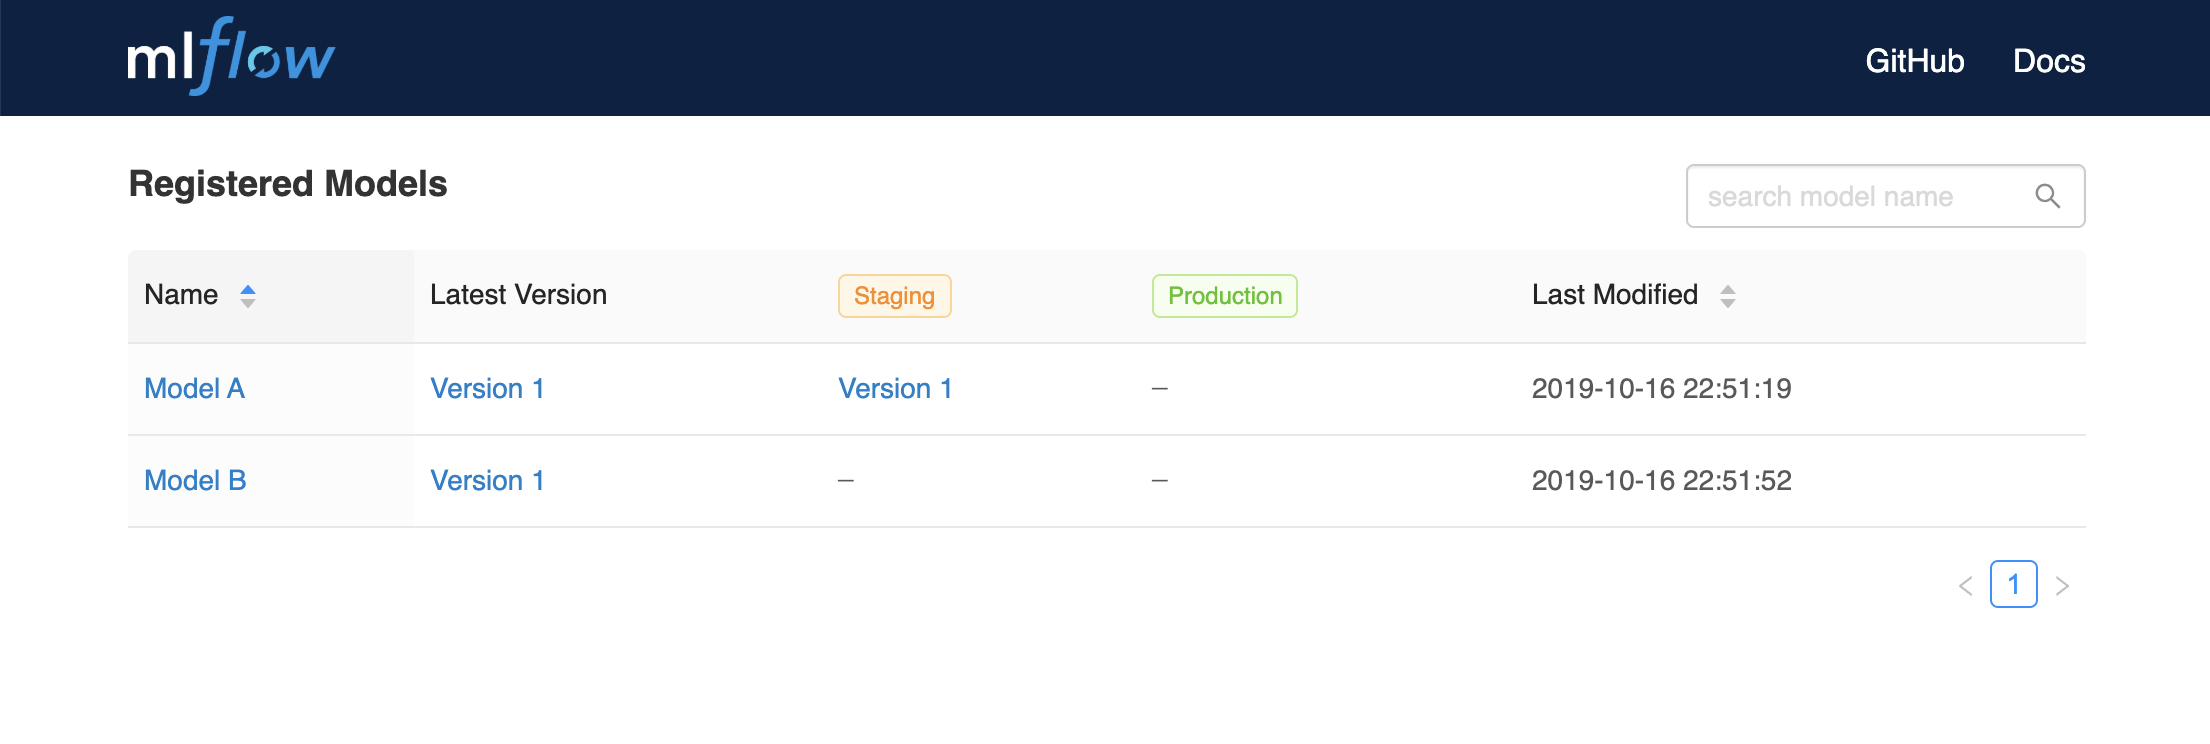 mlflow
GitHub Docs
Registered Models
search model name
Name Latest Version Staging Production Last Modified
Model A Version 1 Version 1 – 2019-10-16 22:51:19
Model B Version 1 – – 2019-10-16 22:51:52
< 1 >